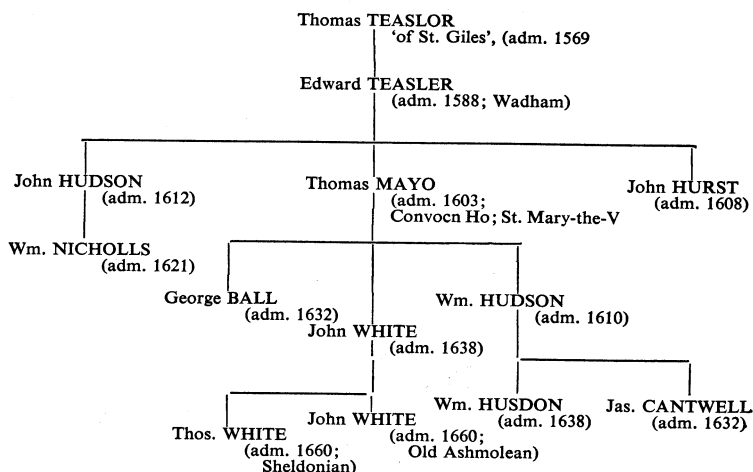 Thomas TEASLOR
'of St. Giles', (adm. 1569
Edward TEASLER
(adm. 1588; Wadham)
John HUDSON
(adm. 1612)
Thomas MAYO
(adm. 1603;
Convocn Ho; St. Mary-the-V
John HURST
(adm. 1608)
Wm. NICHOLLS
(adm. 1621)
George BALL
(adm. 1632)
John WHITE
(adm. 1638)
Wm. HUDSON
(adm. 1610)
Thos. WHITE
(adm. 1660;
Sheldonian)
John WHITE
(adm. 1660;
Old Ashmolean)
Wm. HUSDON
(adm. 1638)
Jas. CANTWELL
(adm. 1632)